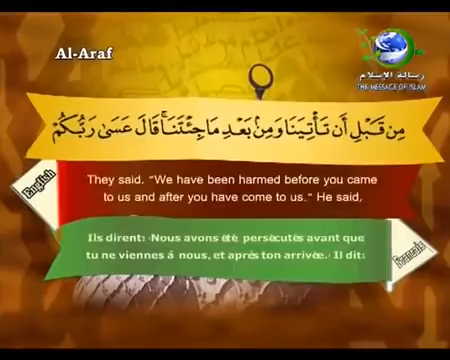 Al-Araf
رسالة الإسلام
THE MESSAGE OF ISLAM
مِن قَبْلِ أَن تَأْتِيَنَا وَمِنۢ بَعْدِ مَا جِئْتَنَا ۚ قَالَ عَسَىٰ رَبُّكُمْ
English
They said, "We have been harmed before you came
to us and after you have come to us." He said,
Ils dirent: «Nous avons été persécutés avant que
tu ne viennes á nous, et aprés ton arrivée.» Il dit:
Francais